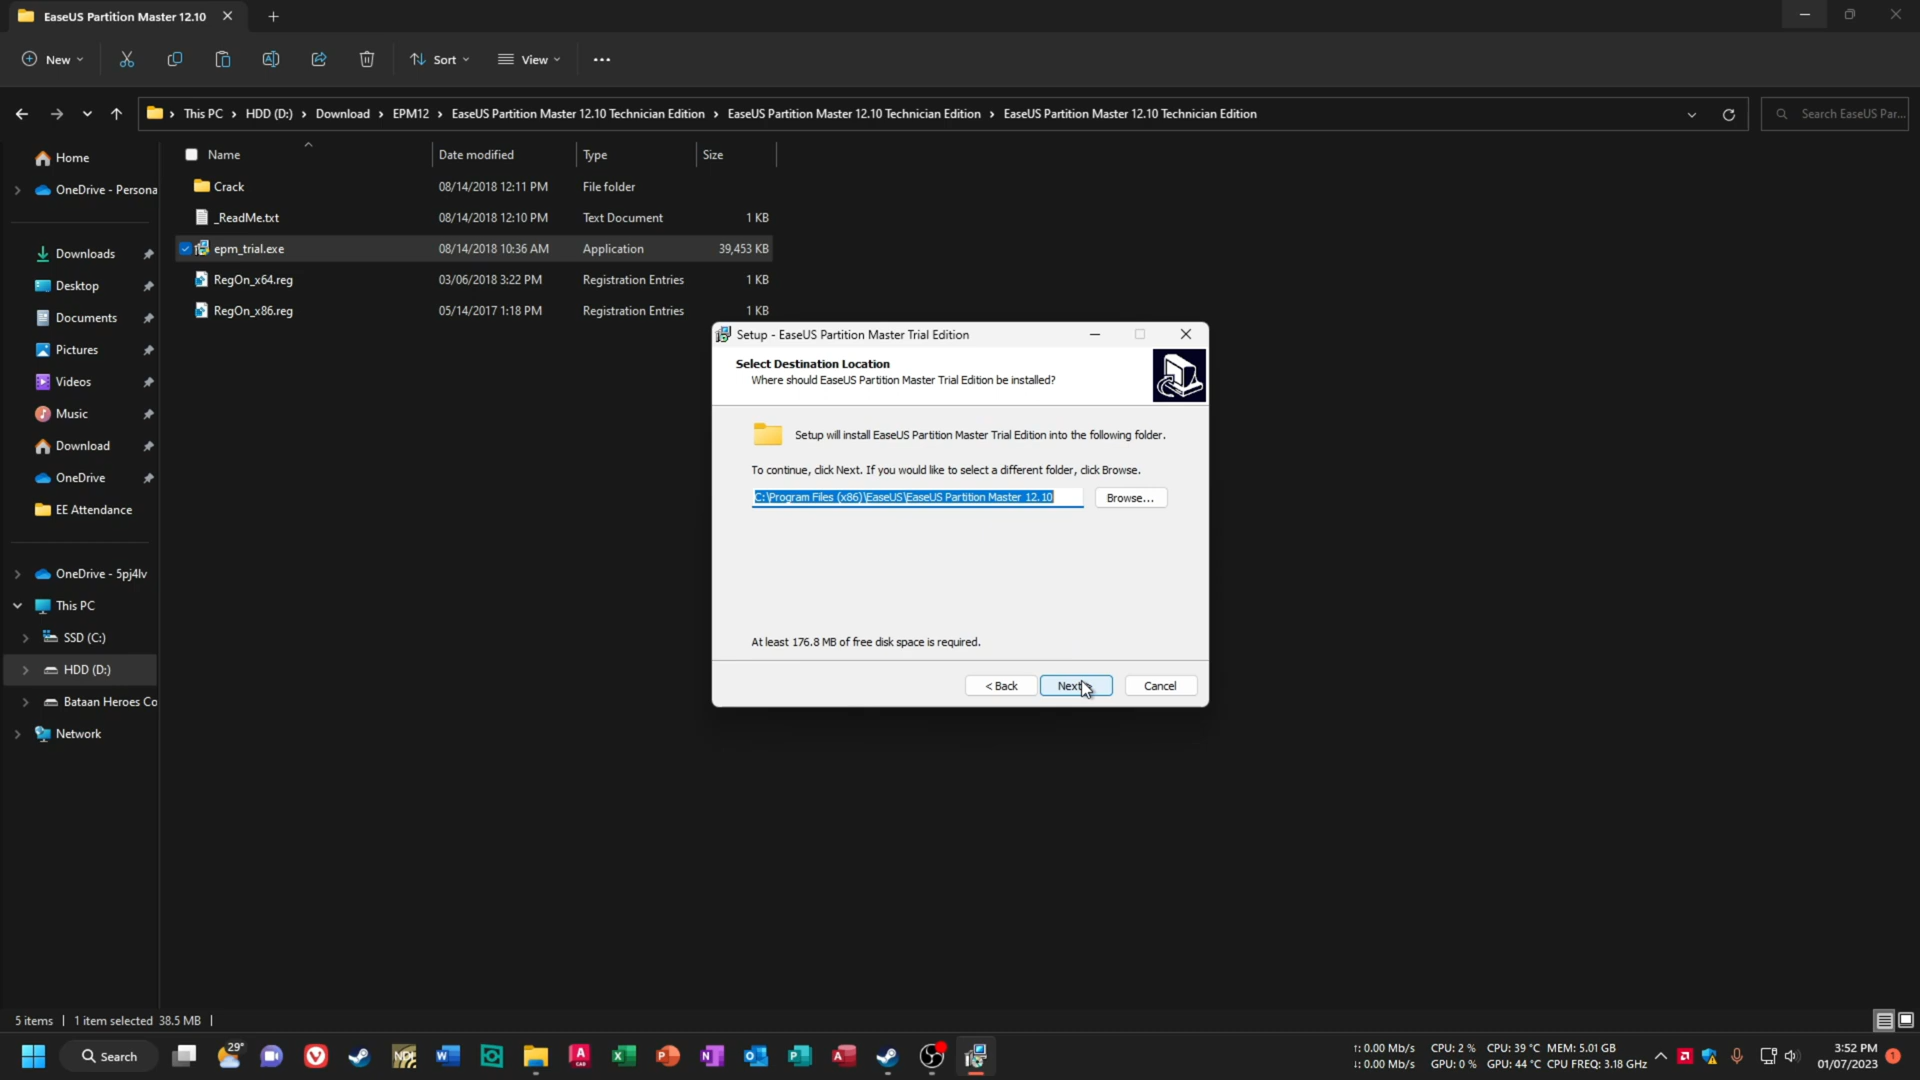 EaseUS Partition Master 12.10
New
Sort
View
This PC > HDD (D:) > Download > EPM12 > EaseUS Partition Master 12.10 Technician Edition > EaseUS Partition Master 12.10 Technician Edition > EaseUS Partition Master 12.10 Technician Edition
Search EaseUS Par...
Name Date modified Type Size
Crack 08/14/2018 12:11 PM File folder
_ReadMe.txt 08/14/2018 12:10 PM Text Document 1 KB
epm_trial.exe 08/14/2018 10:36 AM Application 39,453 KB
RegOn_x64.reg 03/06/2018 3:22 PM Registration Entries 1 KB
RegOn_x86.reg 05/14/2017 1:18 PM Registration Entries 1 KB
Home
OneDrive - Persona
Downloads
Desktop
Documents
Pictures
Videos
Music
Download
OneDrive
EE Attendance
OneDrive - 5pj4lv
This PC
SSD (C:)
HDD (D:)
Bataan Heroes Co
Network
Setup - EaseUS Partition Master Trial Edition
Select Destination Location
Where should EaseUS Partition Master Trial Edition be installed?
Setup will install EaseUS Partition Master Trial Edition into the following folder.
To continue, click Next. If you would like to select a different folder, click Browse.
C:\Program Files (x86)\EaseUS\EaseUS Partition Master 12.10
Browse...
At least 176.8 MB of free disk space is required.
< Back Next Cancel
5 items 1 item selected 38.5 MB
Search
29°
NDI
↑: 0.00 Mb/s CPU: 2 % CPU: 39 °C MEM: 5.01 GB
↓: 0.00 Mb/s GPU: 0 % GPU: 44 °C CPU FREQ: 3.18 GHz
3:52 PM
01/07/2023
1